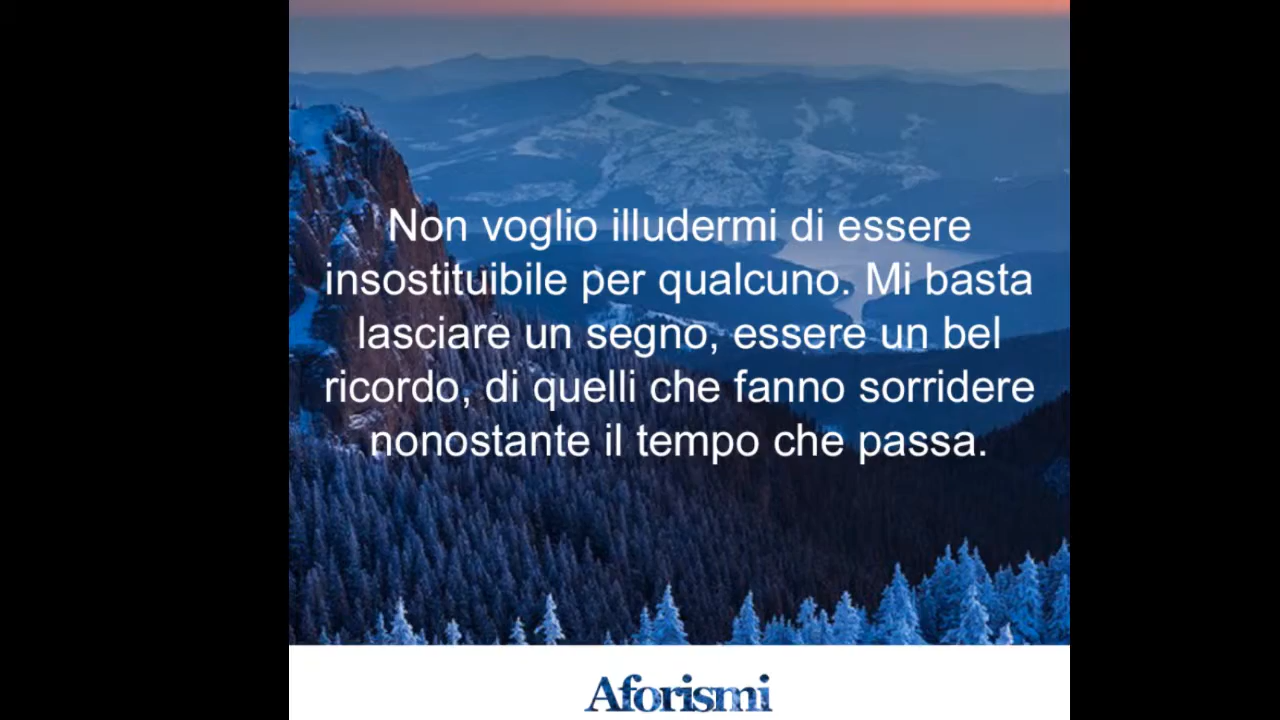 Non voglio illudermi di essere
insostituibile per qualcuno. Mi basta
lasciare un segno, essere un bel
ricordo, di quelli che fanno sorridere
nonostante il tempo che passa.
Aforismi